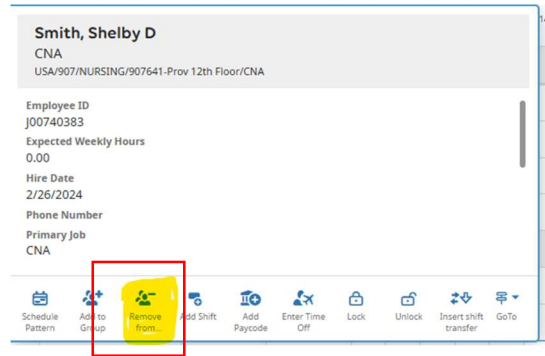 Smith, Shelby D
CNA
USA/907/NURSING/907641-Prov 12th Floor/CNA
Employee ID
J00740383
Expected Weekly Hours
0.00
Hire Date
2/26/2024
Phone Number
Primary Job
CNA
Schedule Pattern
Add to Group
Remove from...
Add Shift
Add Paycode
Enter Time Off
Lock
Unlock
Insert shift transfer
GoTo